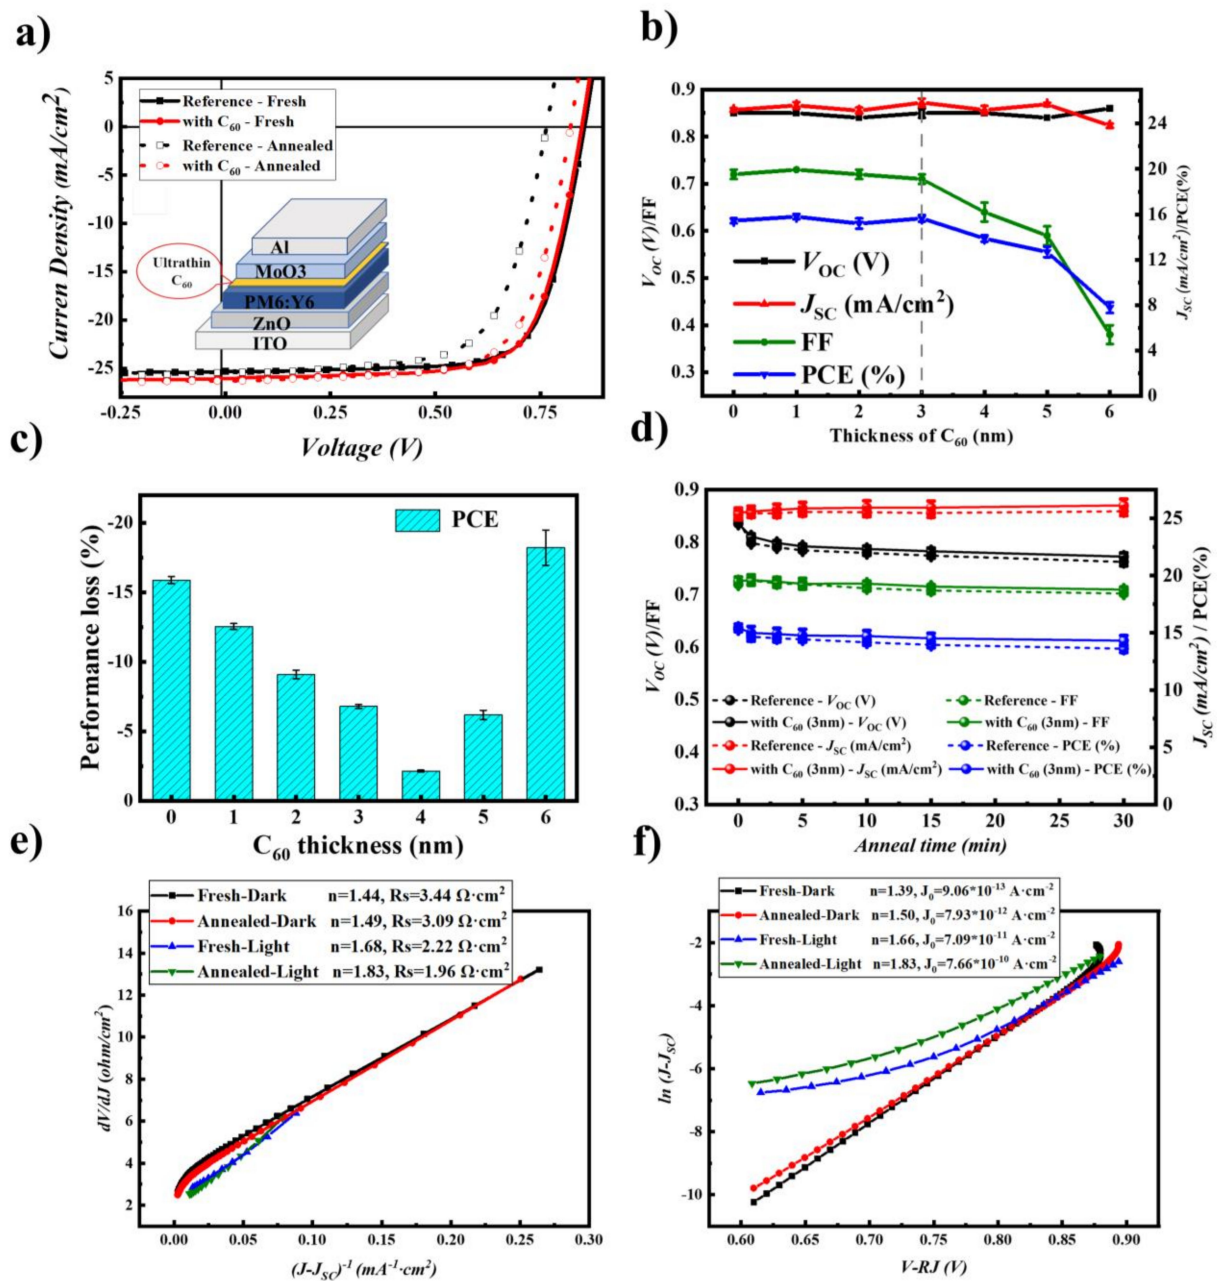 a)
5
0
-5
-10
-15
-20
-25
Curren Density (mA/cm²)
Reference - Fresh
with C₆₀ - Fresh
Reference - Annealed
with C₆₀ - Annealed
Ultrathin
C₆₀
Al
MoO3
PM6:Y6
ZnO
ITO
-0.25 0.00 0.25 0.50 0.75
Voltage (V)
b)
0.9
0.8
0.7
0.6
0.5
0.4
0.3
V_OC (V)/FF
V_OC (V)
J_SC (mA/cm²)
FF
PCE (%)
24
20
16
12
8
4
0
J_SC (mA/cm²)/PCE(%)
0 1 2 3 4 5 6
Thickness of C₆₀ (nm)
c)
-20
-15
-10
-5
0
Performance loss (%)
PCE
0 1 2 3 4 5 6
C₆₀ thickness (nm)
d)
0.9
0.8
0.7
0.6
0.5
0.4
0.3
V_OC (V)/FF
Reference - V_OC (V)
with C₆₀ (3nm) - V_OC (V)
Reference - J_SC (mA/cm²)
with C₆₀ (3nm) - J_SC (mA/cm²)
Reference - FF
with C₆₀ (3nm) - FF
Reference - PCE (%)
with C₆₀ (3nm) - PCE (%)
25
20
15
10
5
0
J_SC (mA/cm²) / PCE(%)
0 5 10 15 20 25 30
Anneal time (min)
e)
Fresh-Dark n=1.44, Rs=3.44 Ω·cm²
Annealed-Dark n=1.49, Rs=3.09 Ω·cm²
Fresh-Light n=1.68, Rs=2.22 Ω·cm²
Annealed-Light n=1.83, Rs=1.96 Ω·cm²
16
14
12
10
8
6
4
2
dV/dJ (ohm/cm²)
0.00 0.05 0.10 0.15 0.20 0.25 0.30
(J-J_SC)⁻¹ (mA⁻¹·cm²)
f)
Fresh-Dark n=1.39, J₀=9.06*10⁻¹³ A·cm⁻²
Annealed-Dark n=1.50, J₀=7.93*10⁻¹² A·cm⁻²
Fresh-Light n=1.66, J₀=7.09*10⁻¹¹ A·cm⁻²
Annealed-Light n=1.83, J₀=7.66*10⁻¹⁰ A·cm⁻²
-2
-4
-6
-8
-10
ln (J-J_SC)
0.60 0.65 0.70 0.75 0.80 0.85 0.90
V-RJ (V)